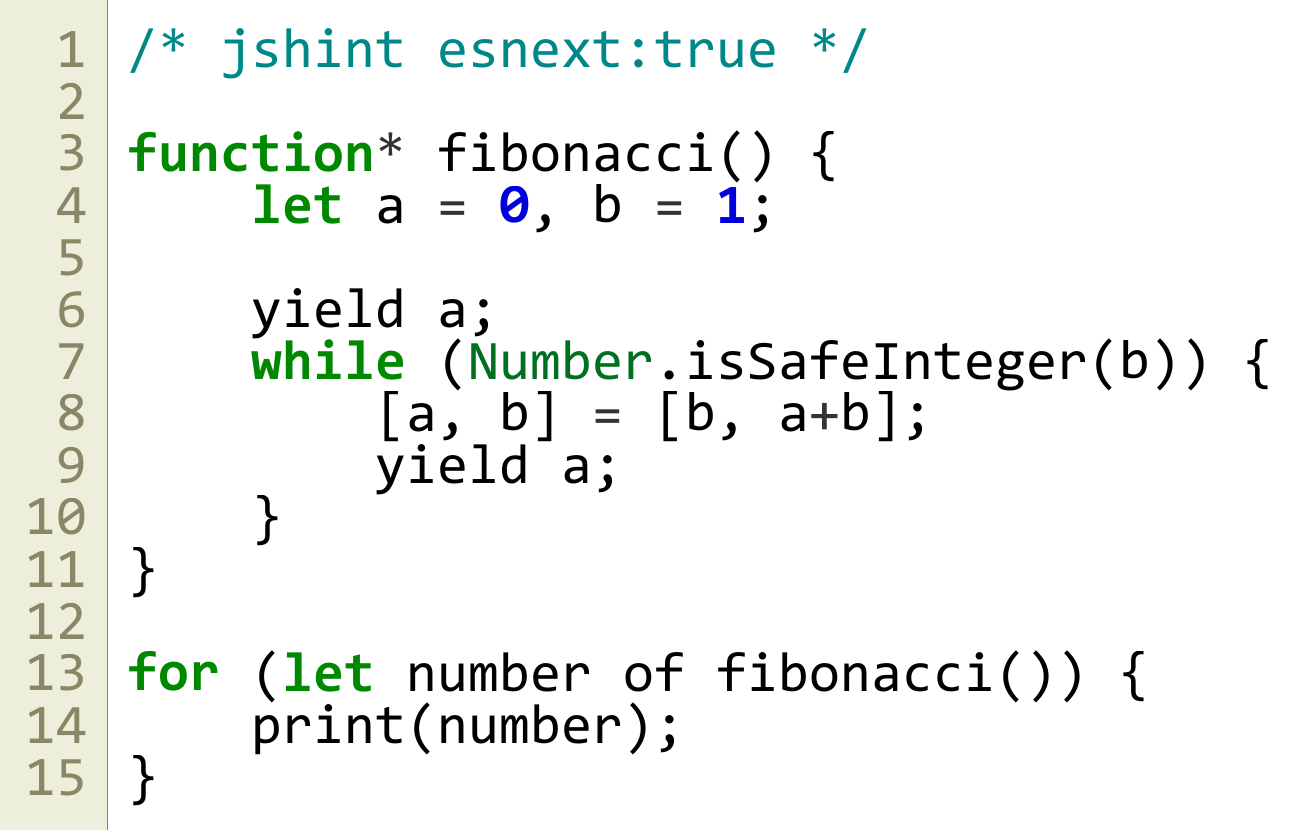 1 /* jshint esnext:true */
2
3 function* fibonacci() {
4     let a = 0, b = 1;
5
6     yield a;
7     while (Number.isSafeInteger(b)) {
8         [a, b] = [b, a+b];
9         yield a;
10     }
11 }
12
13 for (let number of fibonacci()) {
14     print(number);
15 }